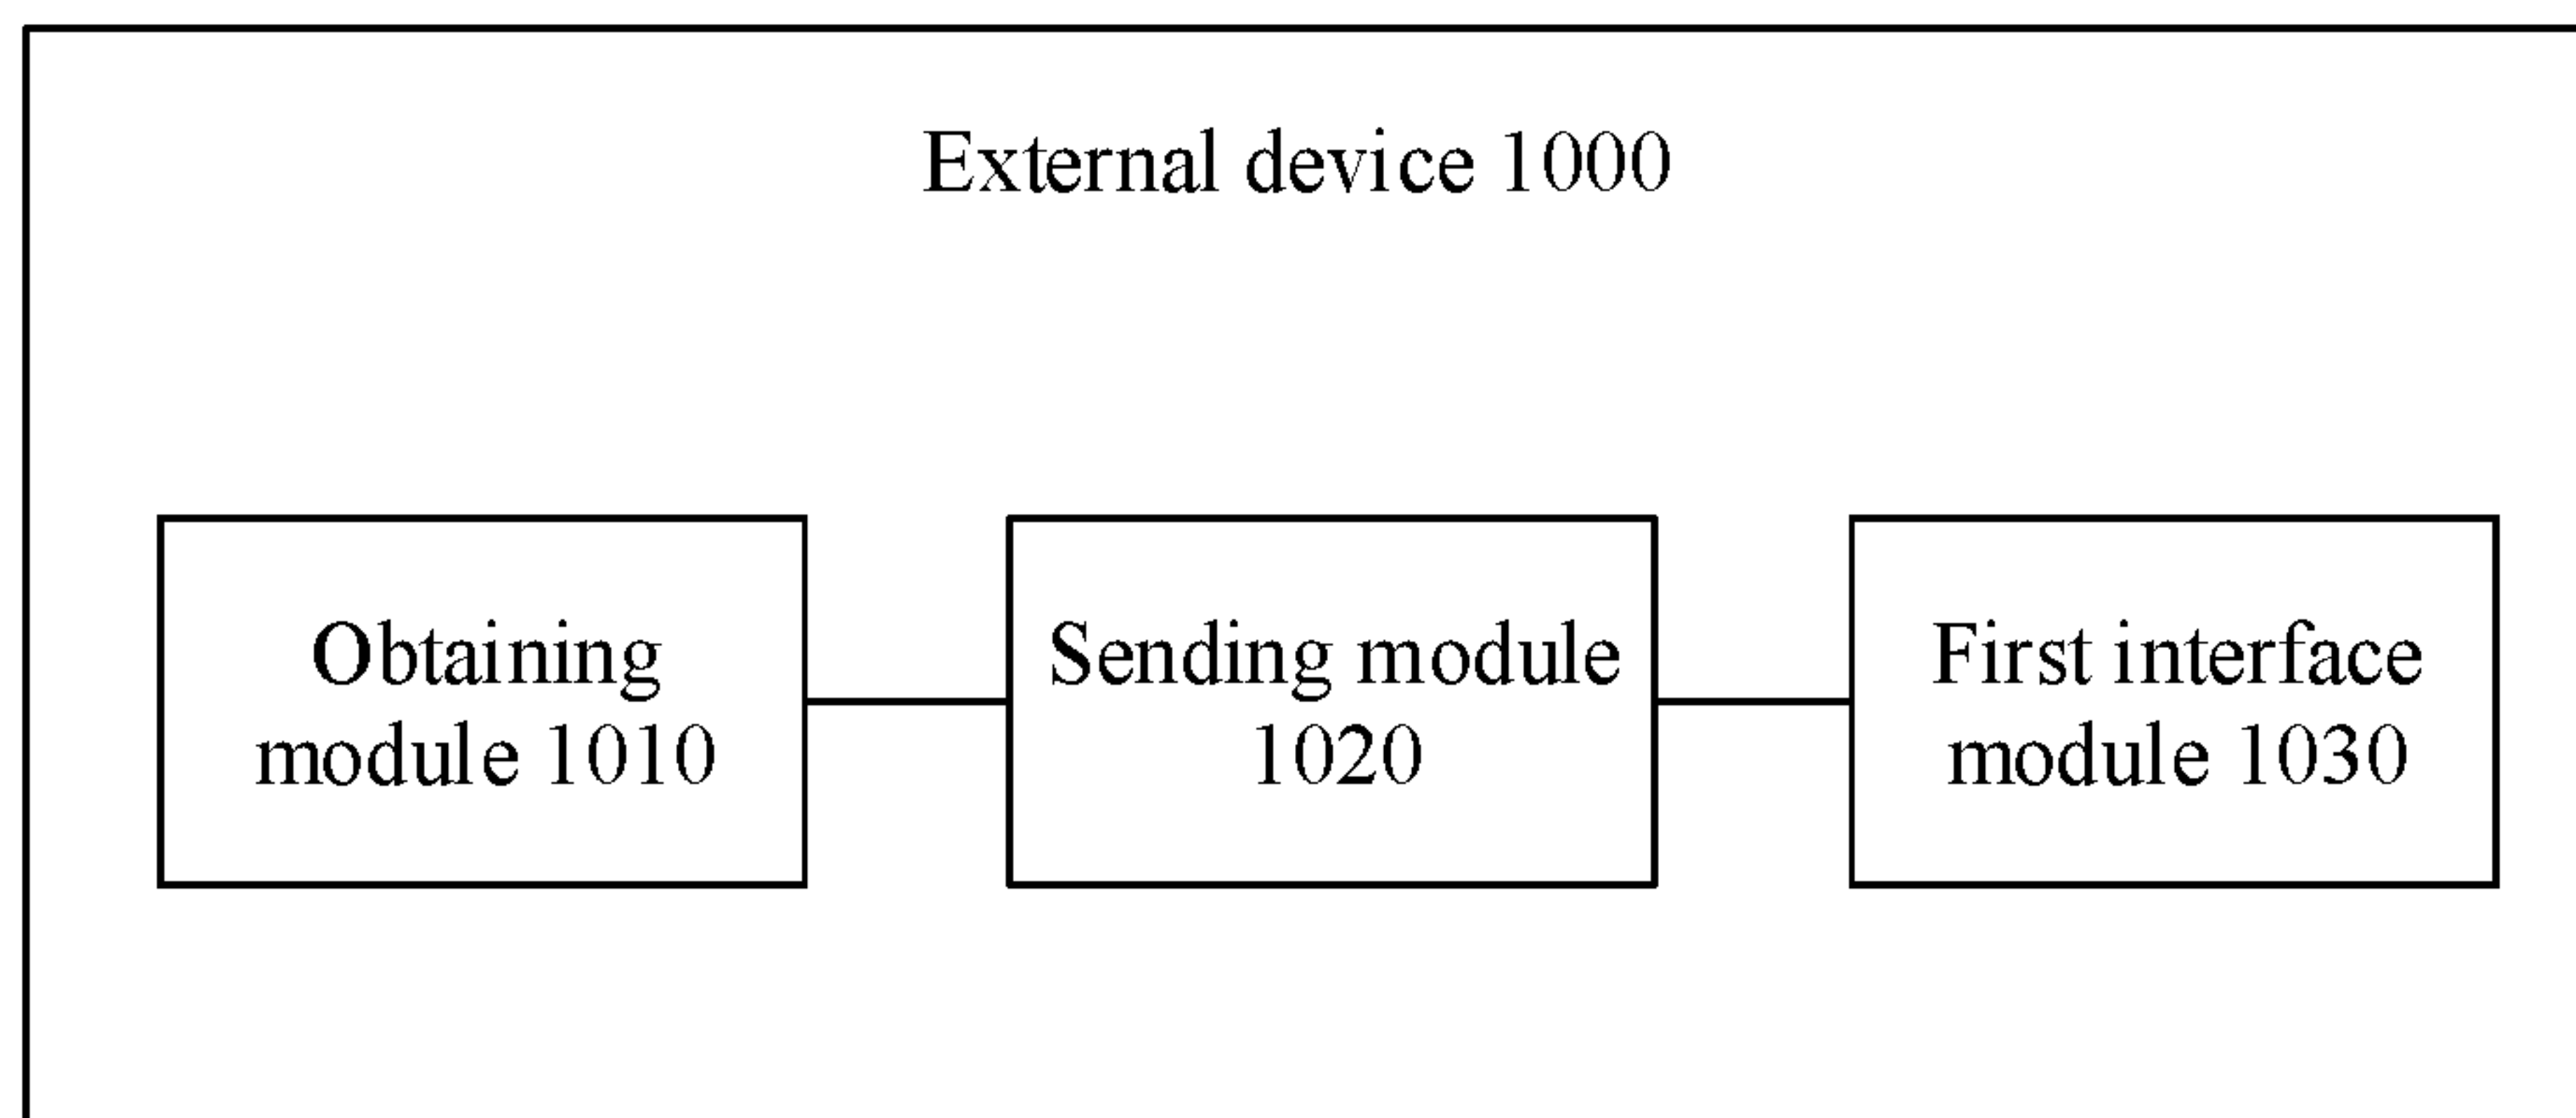 External device 1000
Obtaining
module 1010
Sending module
1020
First interface
module 1030